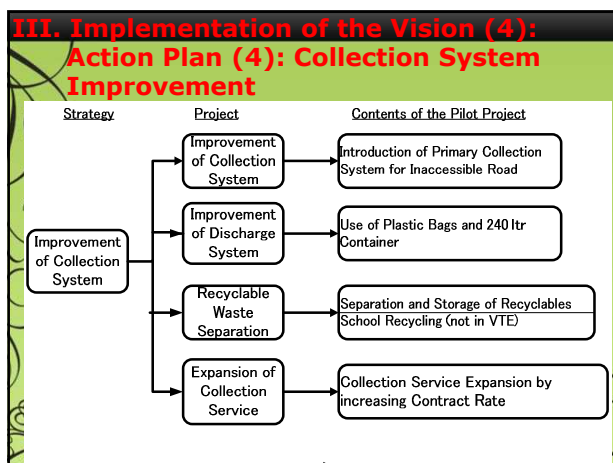 III. Implementation of the Vision (4):
Action Plan (4): Collection System
Improvement
Strategy
Project
Contents of the Pilot Project
Improvement
of Collection
System
Improvement
of Collection
System
Introduction of Primary Collection
System for Inaccessible Road
Improvement
of Discharge
System
Use of Plastic Bags and 240 ltr
Container
Recyclable
Waste
Separation
Separation and Storage of Recyclables
School Recycling (not in VTE)
Expansion of
Collection
Service
Collection Service Expansion by
increasing Contract Rate